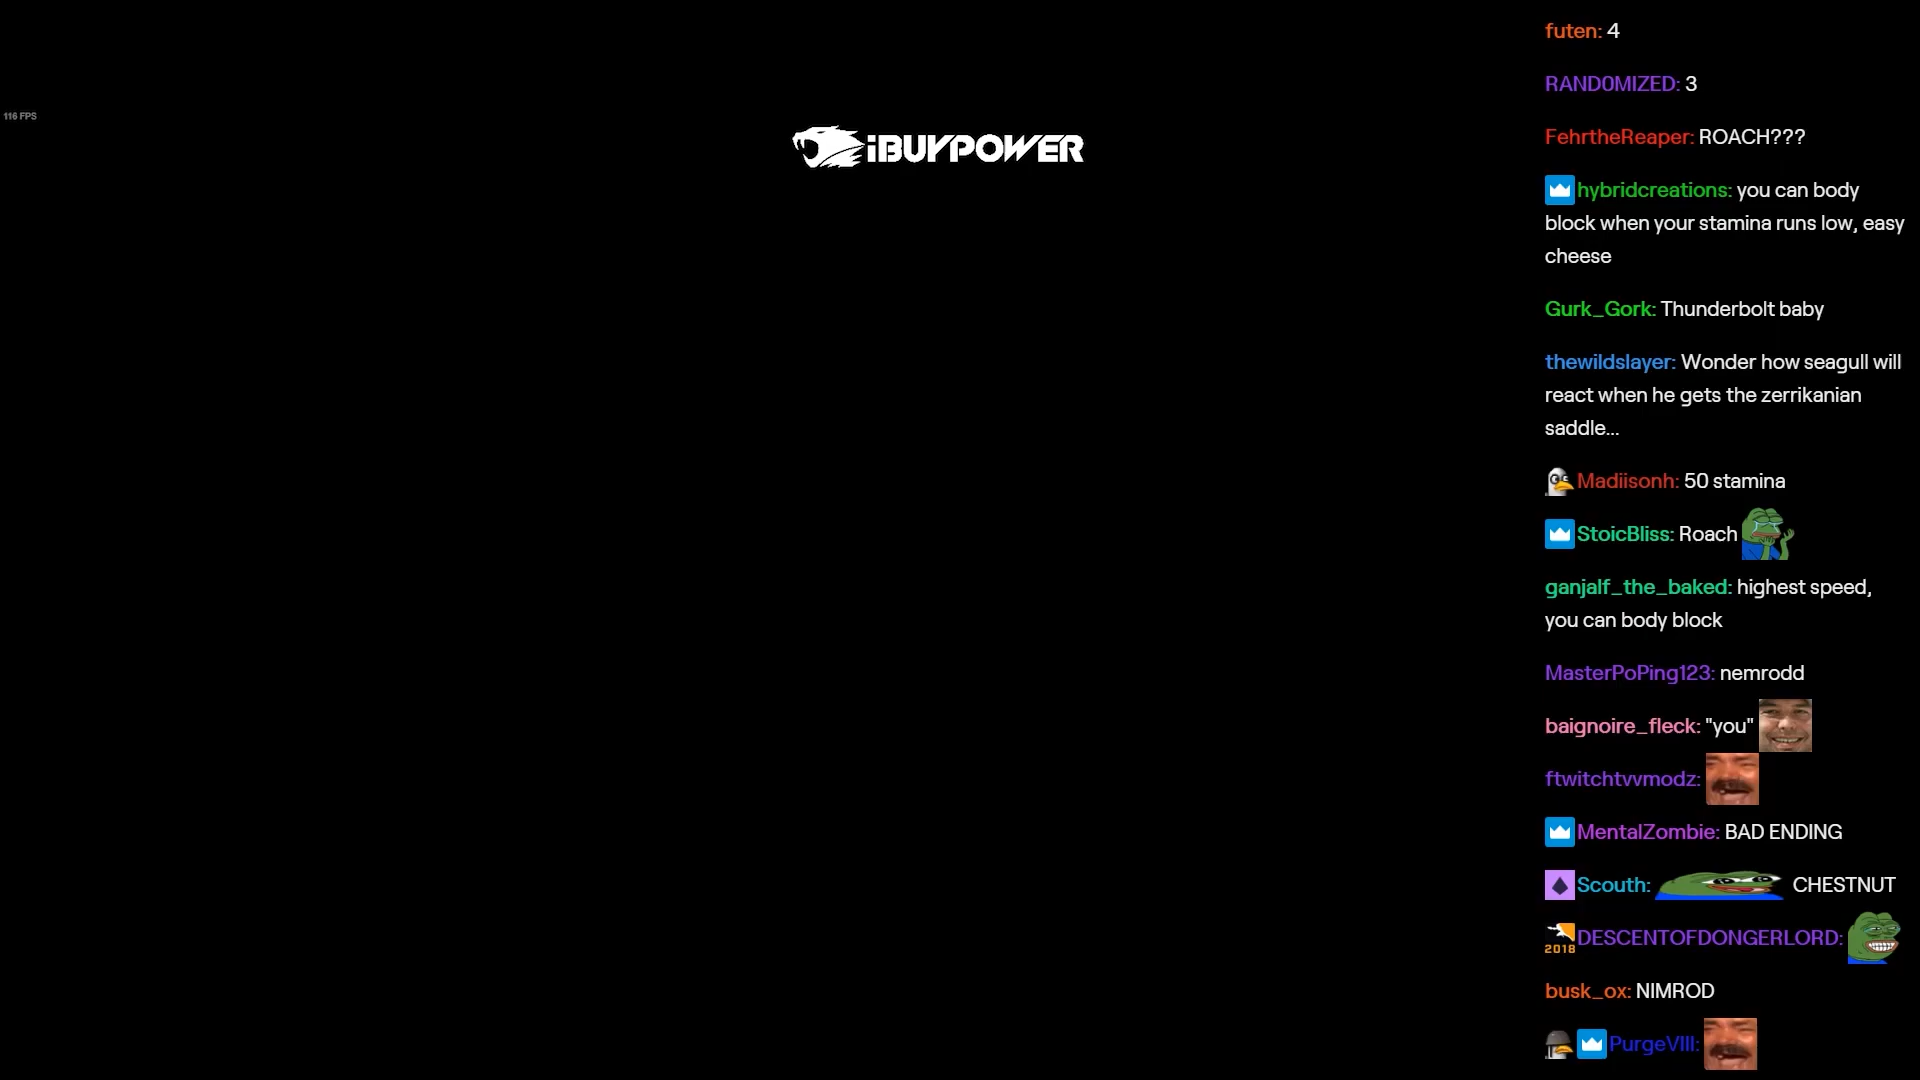 116 FPS
iBUYPOWER
futen: 4
RAND0MIZED: 3
FehrtheReaper: ROACH???
hybridcreations: you can body
block when your stamina runs low, easy
cheese
Gurk_Gork: Thunderbolt baby
thewildslayer: Wonder how seagull will
react when he gets the zerrikanian
saddle...
Madiisonh: 50 stamina
StoicBliss: Roach
ganjalf_the_baked: highest speed,
you can body block
MasterPoPing123: nemrodd
baignoire_fleck: "you"
ftwitchtvvmodz:
MentalZombie: BAD ENDING
Scouth: CHESTNUT
2018 DESCENTOFDONGERLORD:
busk_ox: NIMROD
PurgeVIII: